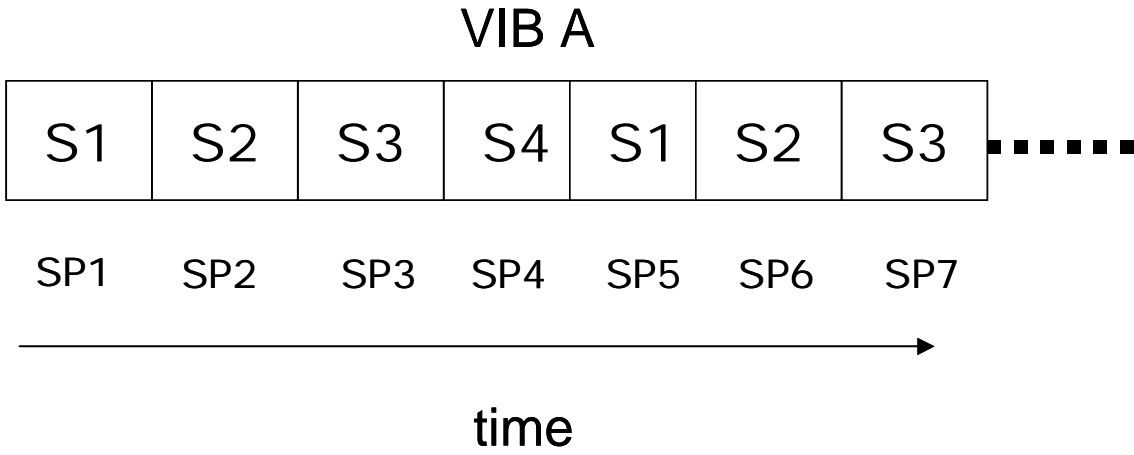 VIB A
S1 S2 S3 S4 S1 S2 S3
SP1 SP2 SP3 SP4 SP5 SP6 SP7
time